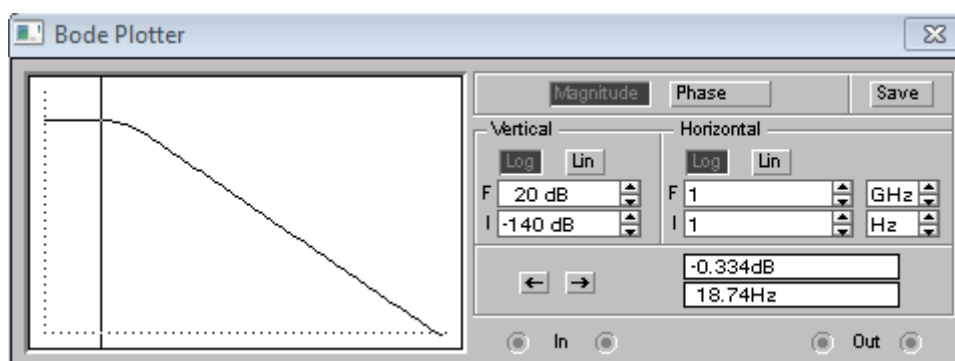 Bode Plotter
Magnitude Phase Save
Vertical Horizontal
Log Lin Log Lin
F 20 dB F 1 GHz
I -140 dB I 1 Hz
← →
-0.334dB
18.74Hz
In Out